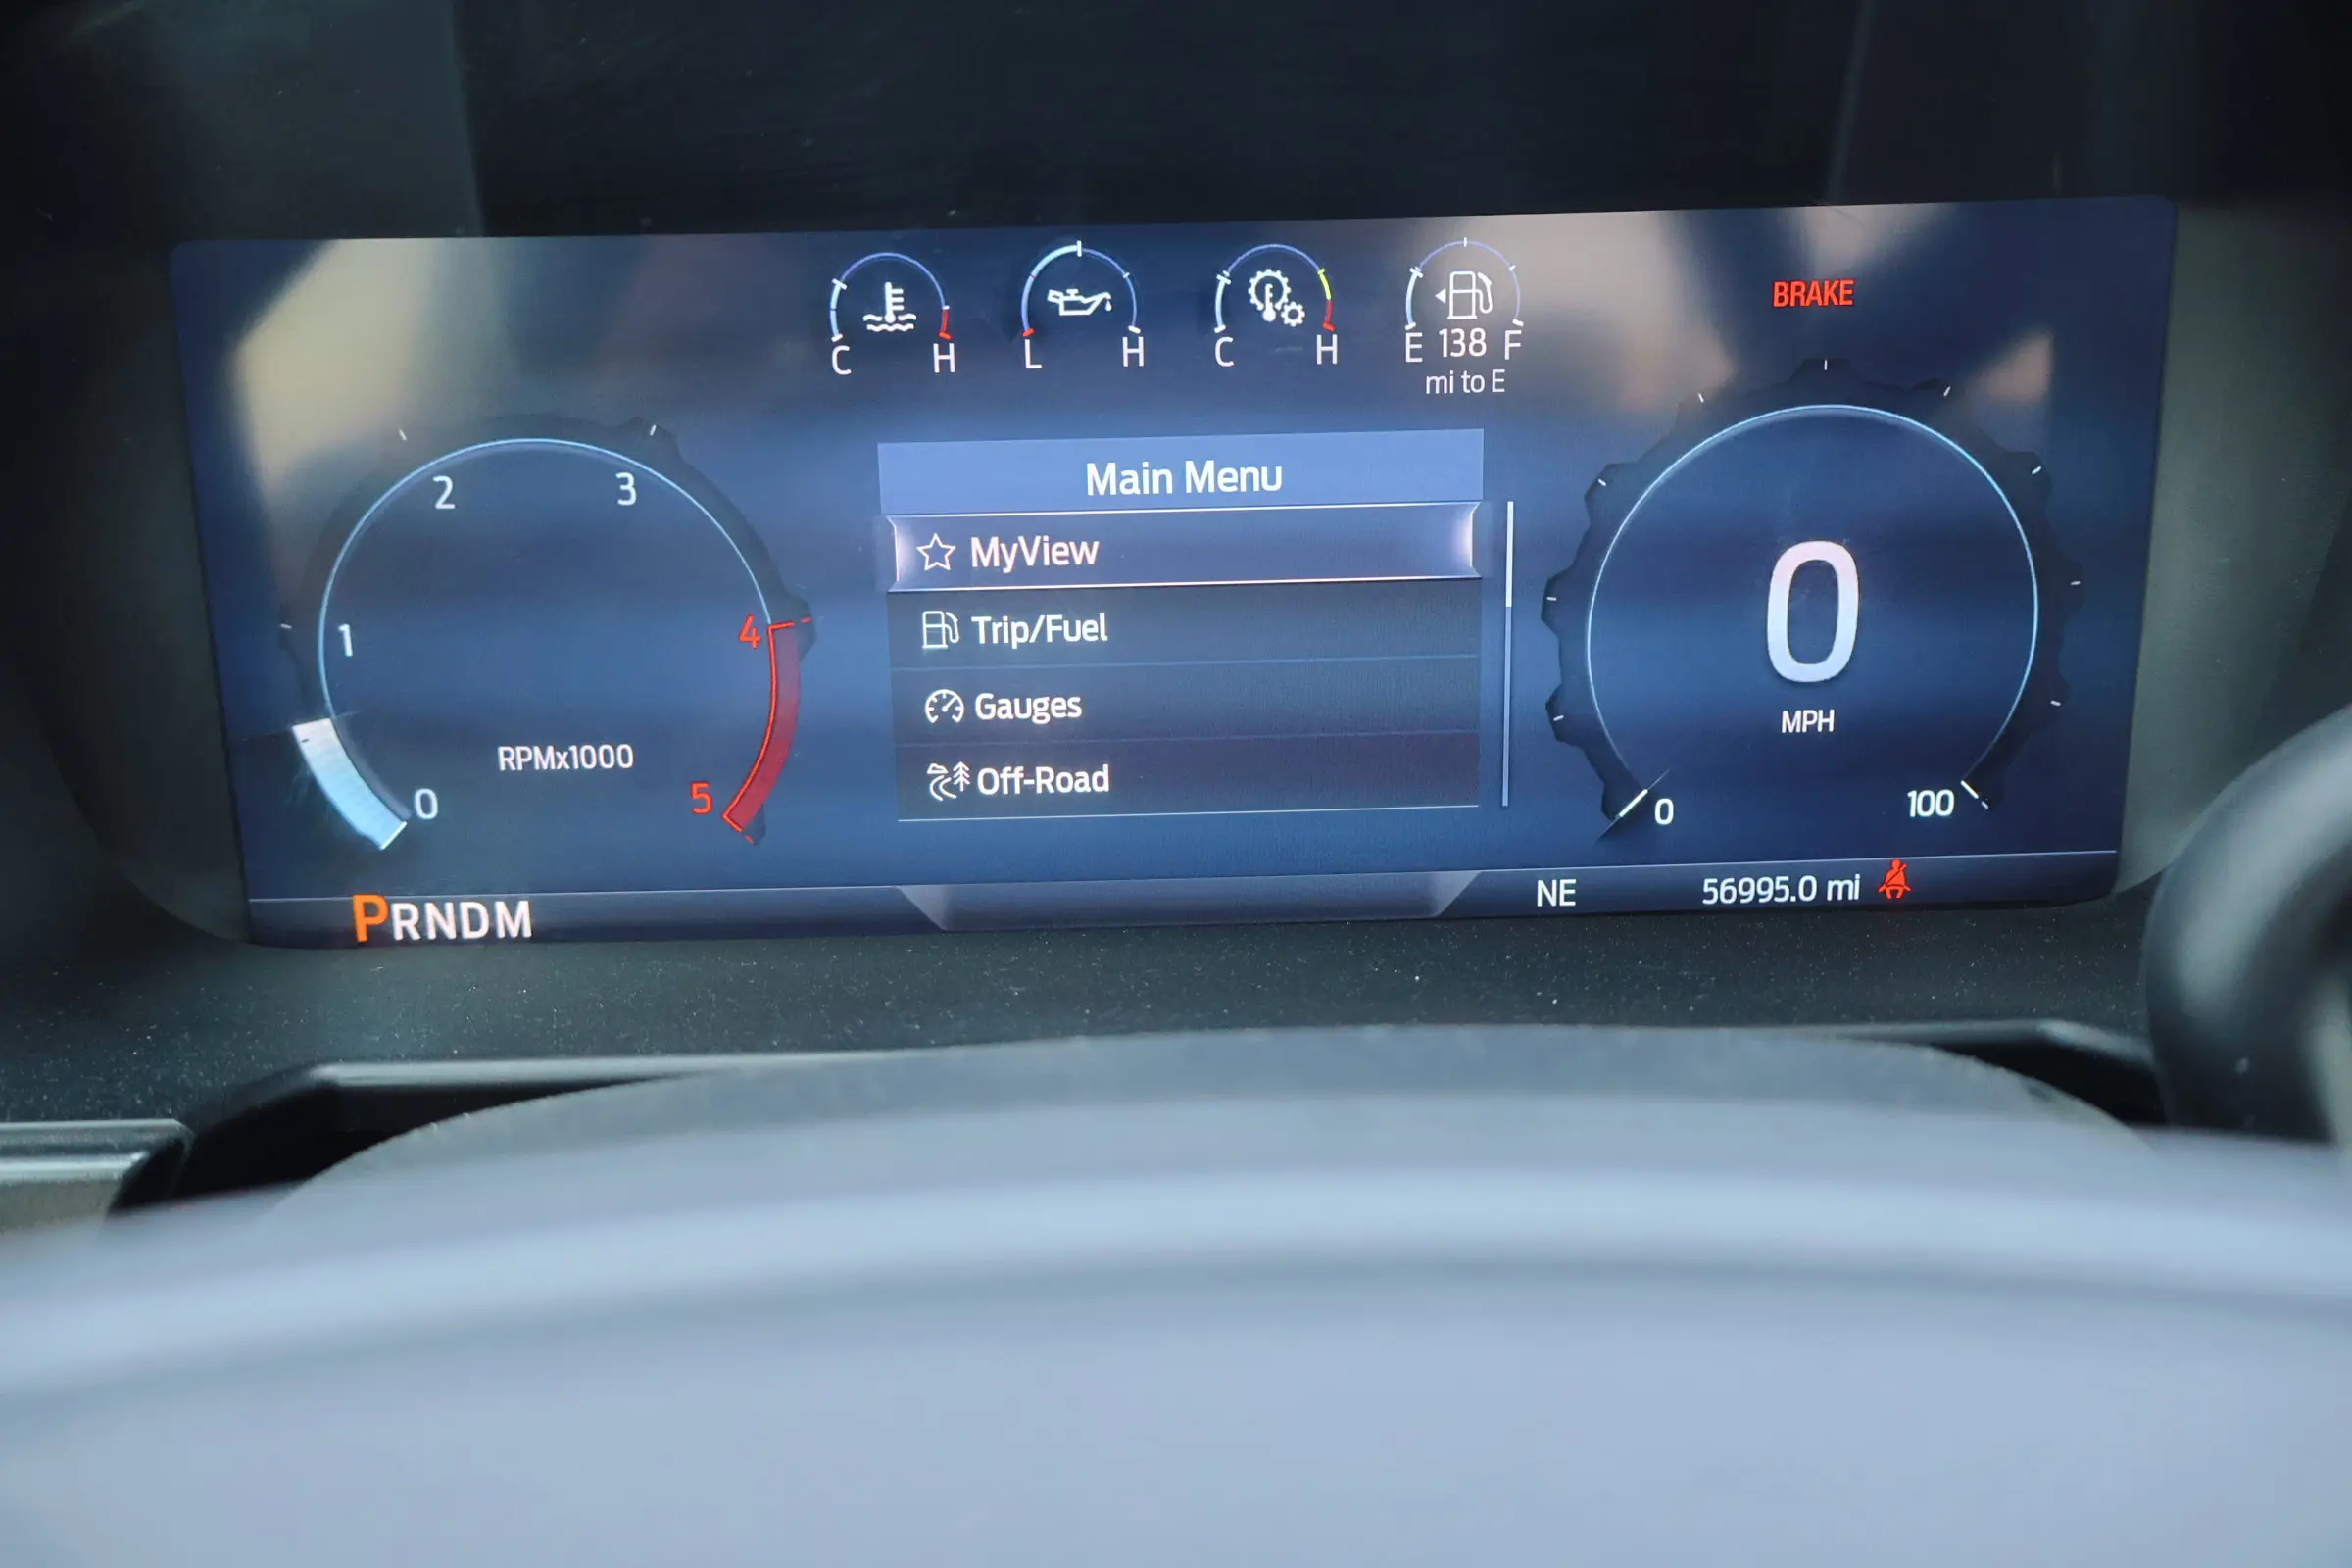 C H
L H
C H
E 138 F
mi to E
BRAKE
0 1 2 3 4 5
RPMx1000
Main Menu
MyView
Trip/Fuel
Gauges
Off-Road
0
MPH
0 100
PRNDM
NE
56995.0 mi